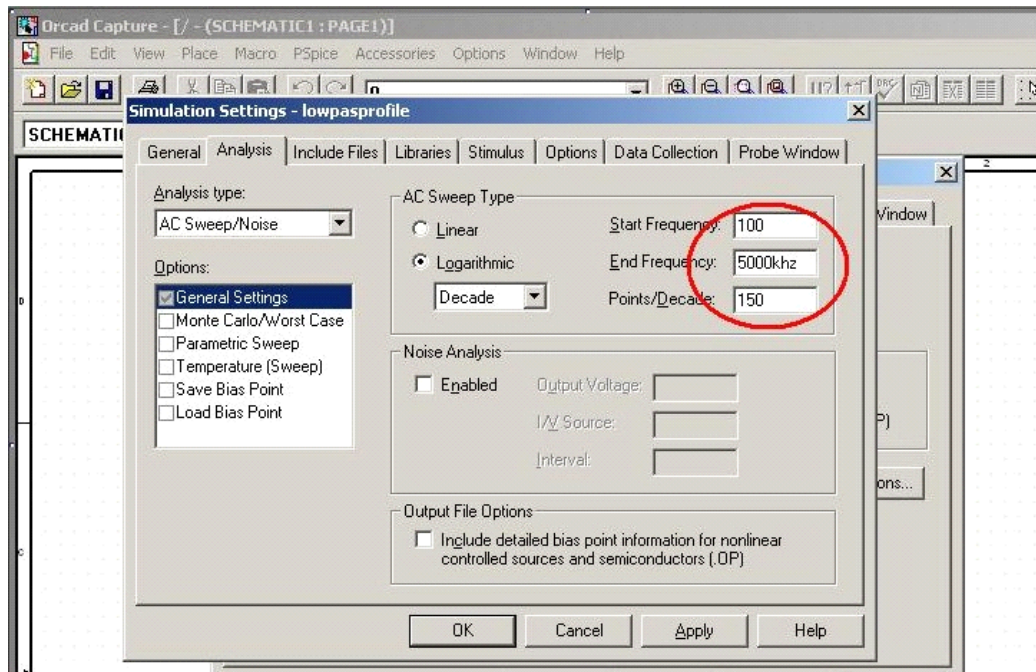 Orcad Capture - [/ - (SCHEMATIC1 : PAGE1)]
File Edit View Place Macro PSpice Accessories Options Window Help
Simulation Settings - lowpasprofile
SCHEMATI
General Analysis Include Files Libraries Stimulus Options Data Collection Probe Window
2
Window
Analysis type:
AC Sweep/Noise
Options:
General Settings
Monte Carlo/Worst Case
Parametric Sweep
Temperature (Sweep)
Save Bias Point
Load Bias Point
AC Sweep Type
Linear
Logarithmic
Decade
Start Frequency: 100
End Frequency: 5000khz
Points/Decade: 150
Noise Analysis
Enabled
Output Voltage:
I/V Source:
Interval:
P)
ons...
Output File Options
Include detailed bias point information for nonlinear
controlled sources and semiconductors (.OP)
OK Cancel Apply Help
D
C